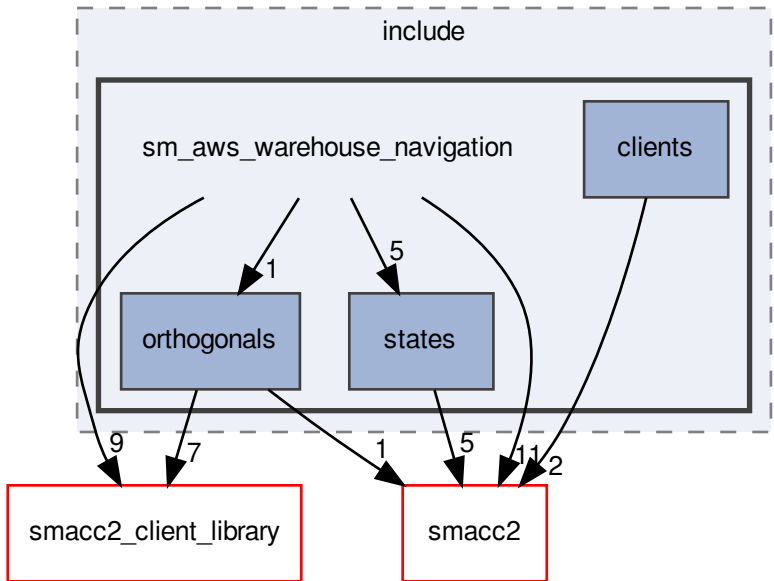 include
sm_aws_warehouse_navigation
clients
1
5
orthogonals
states
9
7
1
5
11
2
smacc2_client_library
smacc2